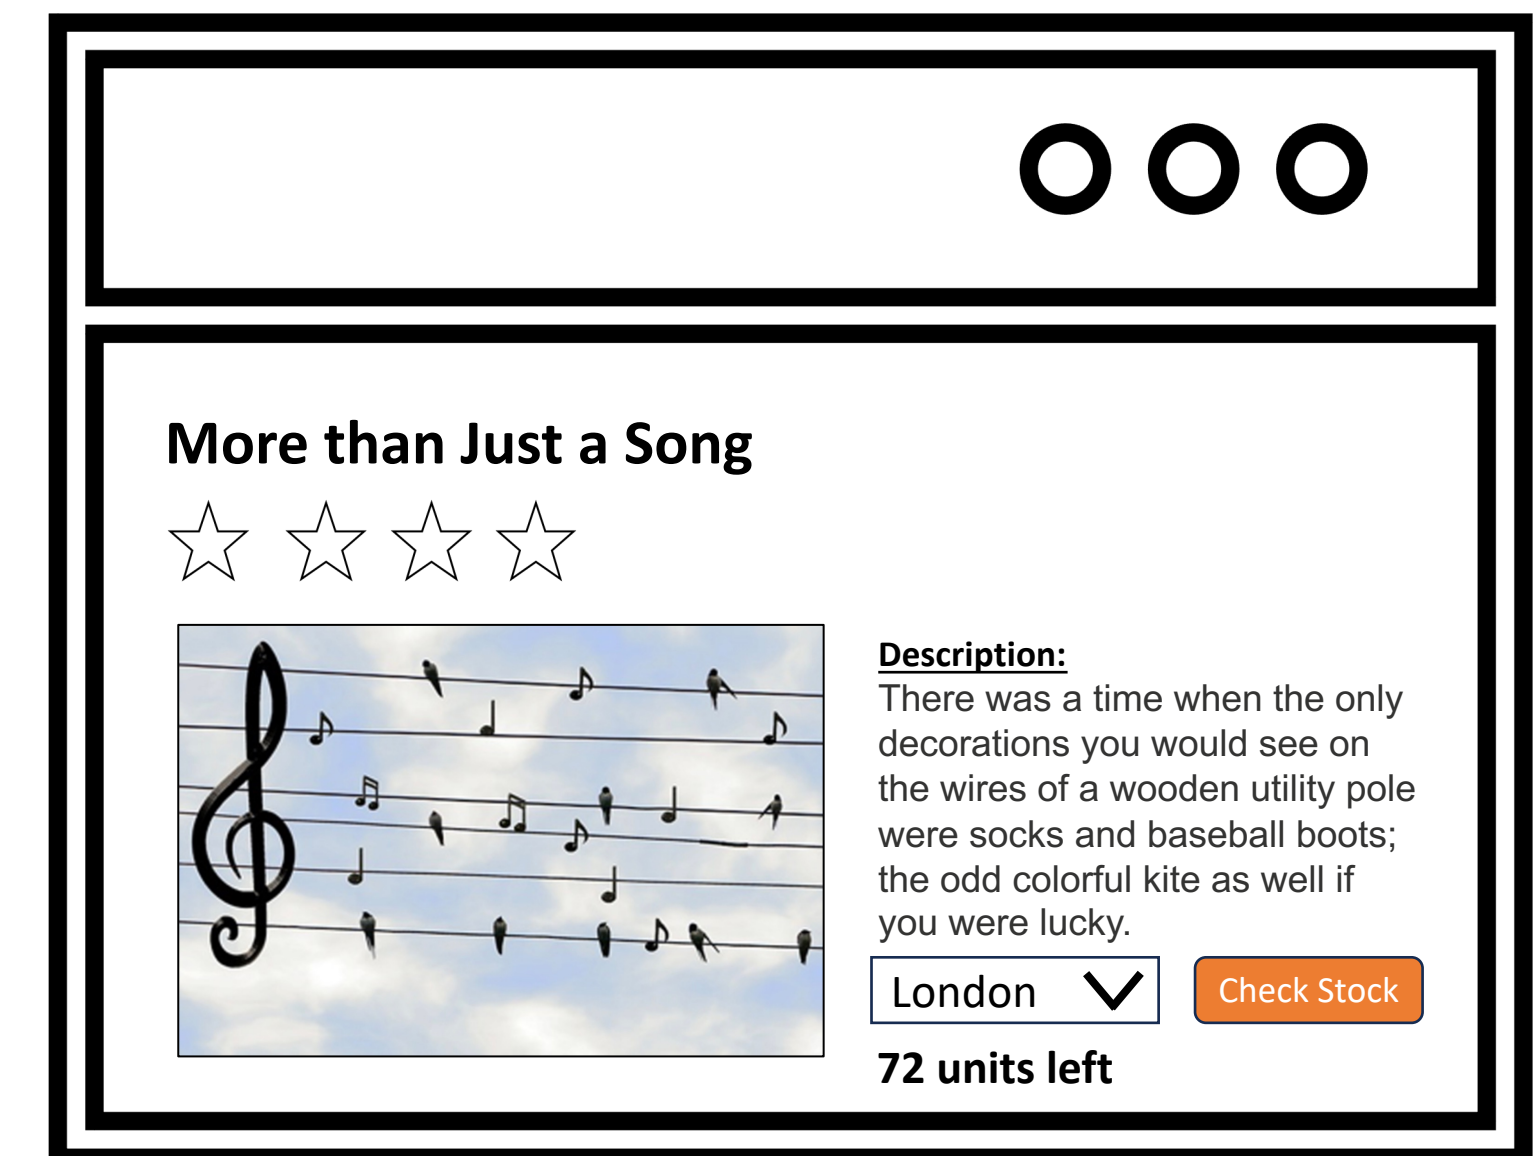 More than Just a Song
Description:
There was a time when the only
decorations you would see on
the wires of a wooden utility pole
were socks and baseball boots;
the odd colorful kite as well if
you were lucky.
London
Check Stock
72 units left